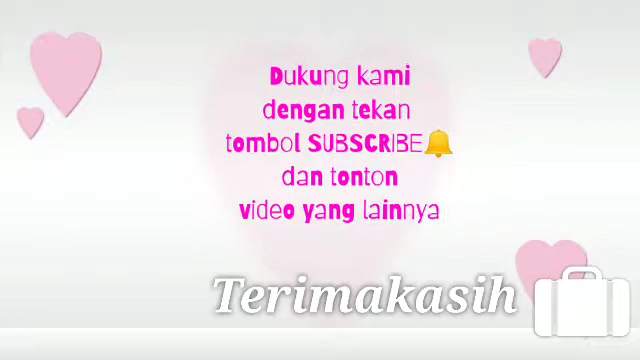 Dukung kami
dengan tekan
tombol SUBSCRIBE🔔
dan tonton
video yang lainnya
Terimakasih